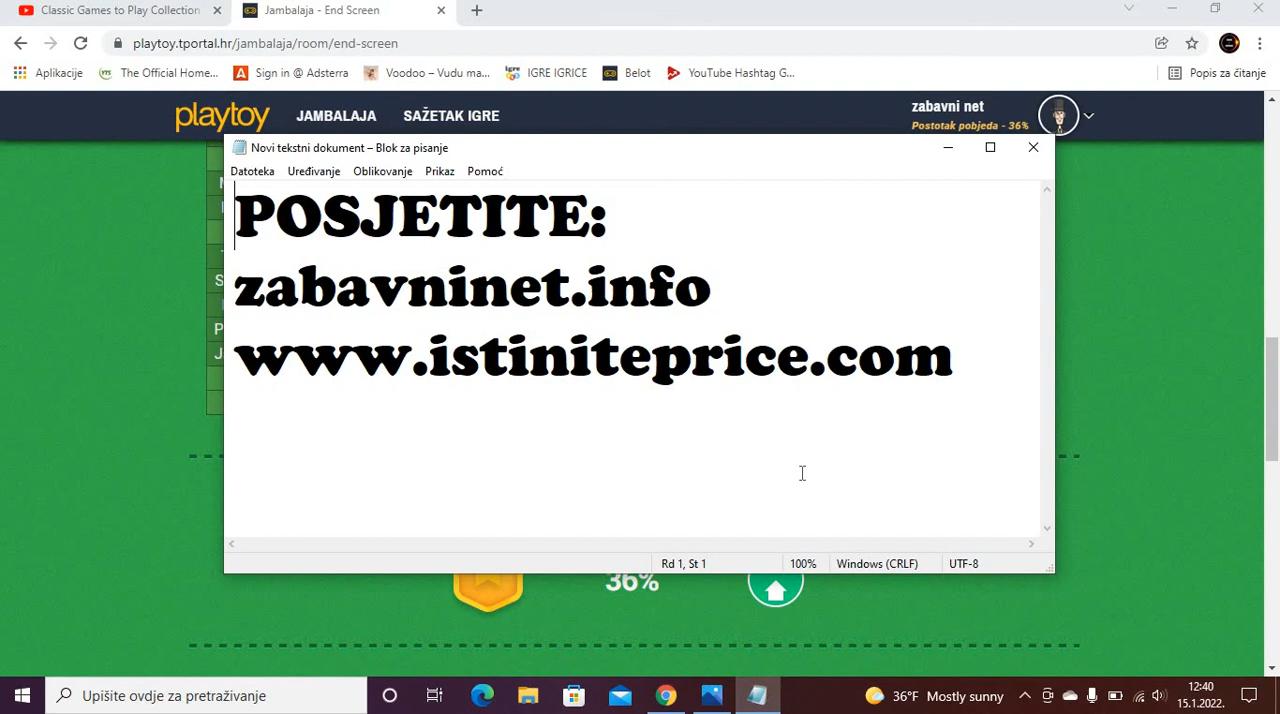 Classic Games to Play Collection
Jambalaja - End Screen
playtoy.tportal.hr/jambalaja/room/end-screen
Aplikacije
The Official Home...
Sign in @ Adsterra
Voodoo – Vudu ma...
IGRE IGRICE
Belot
YouTube Hashtag G...
Popis za čitanje
playtoy JAMBALAJA SAŽETAK IGRE
zabavni net
Postotak pobjeda - 36%
Novi tekstni dokument – Blok za pisanje
Datoteka Uređivanje Oblikovanje Prikaz Pomoć
POSJETITE:
zabavninet.info
www.istiniteprice.com
Rd 1, St 1 100% Windows (CRLF) UTF-8
36%
Upišite ovdje za pretraživanje
36°F Mostly sunny
12:40
15.1.2022.